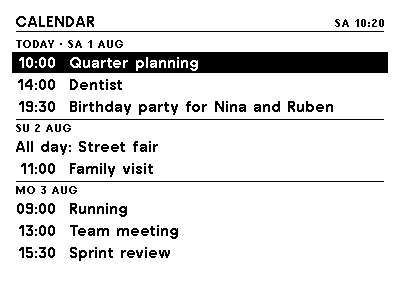 CALENDAR SA 10:20
TODAY · SA 1 AUG
10:00 Quarter planning
14:00 Dentist
19:30 Birthday party for Nina and Ruben
SU 2 AUG
All day: Street fair
11:00 Family visit
MO 3 AUG
09:00 Running
13:00 Team meeting
15:30 Sprint review